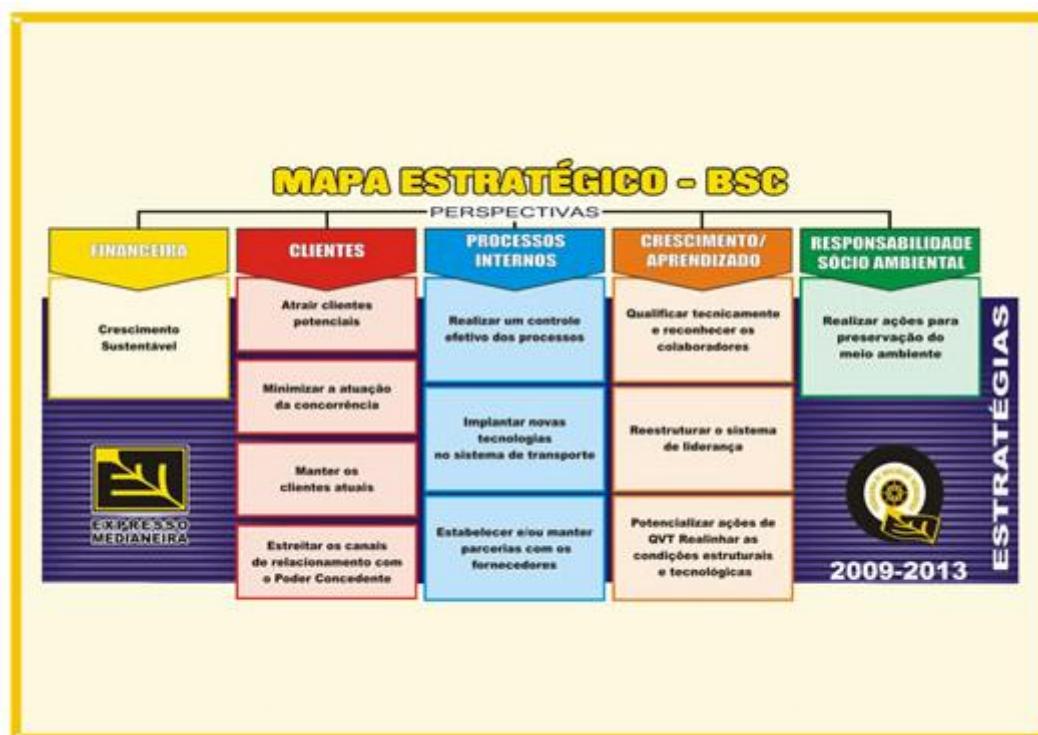 MAPA ESTRATÉGICO - BSC
PERSPECTIVAS
FINANCEIRA
Crescimento
Sustentável
CLIENTES
Atrair clientes
potenciais
Minimizar a atuação
da concorrência
Manter os
clientes atuais
Estreitar os canais
de relacionamento com
o Poder Concedente
PROCESSOS
INTERNOS
Realizar um controle
efetivo dos processos
Implantar novas
tecnologias
no sistema de transporte
Estabelecer e/ou manter
parcerias com os
fornecedores
CRESCIMENTO/
APRENDIZADO
Qualificar tecnicamente
e reconhecer os
colaboradores
Reestruturar o sistema
de liderança
Potencializar ações de
QVT Realinhar as
condições estruturais
e tecnológicas
RESPONSABILIDADE
SÓCIO AMBIENTAL
Realizar ações para
preservação do
meio ambiente
EXPRESSO
MEDIANEIRA
2009-2013
ESTRATÉGIAS